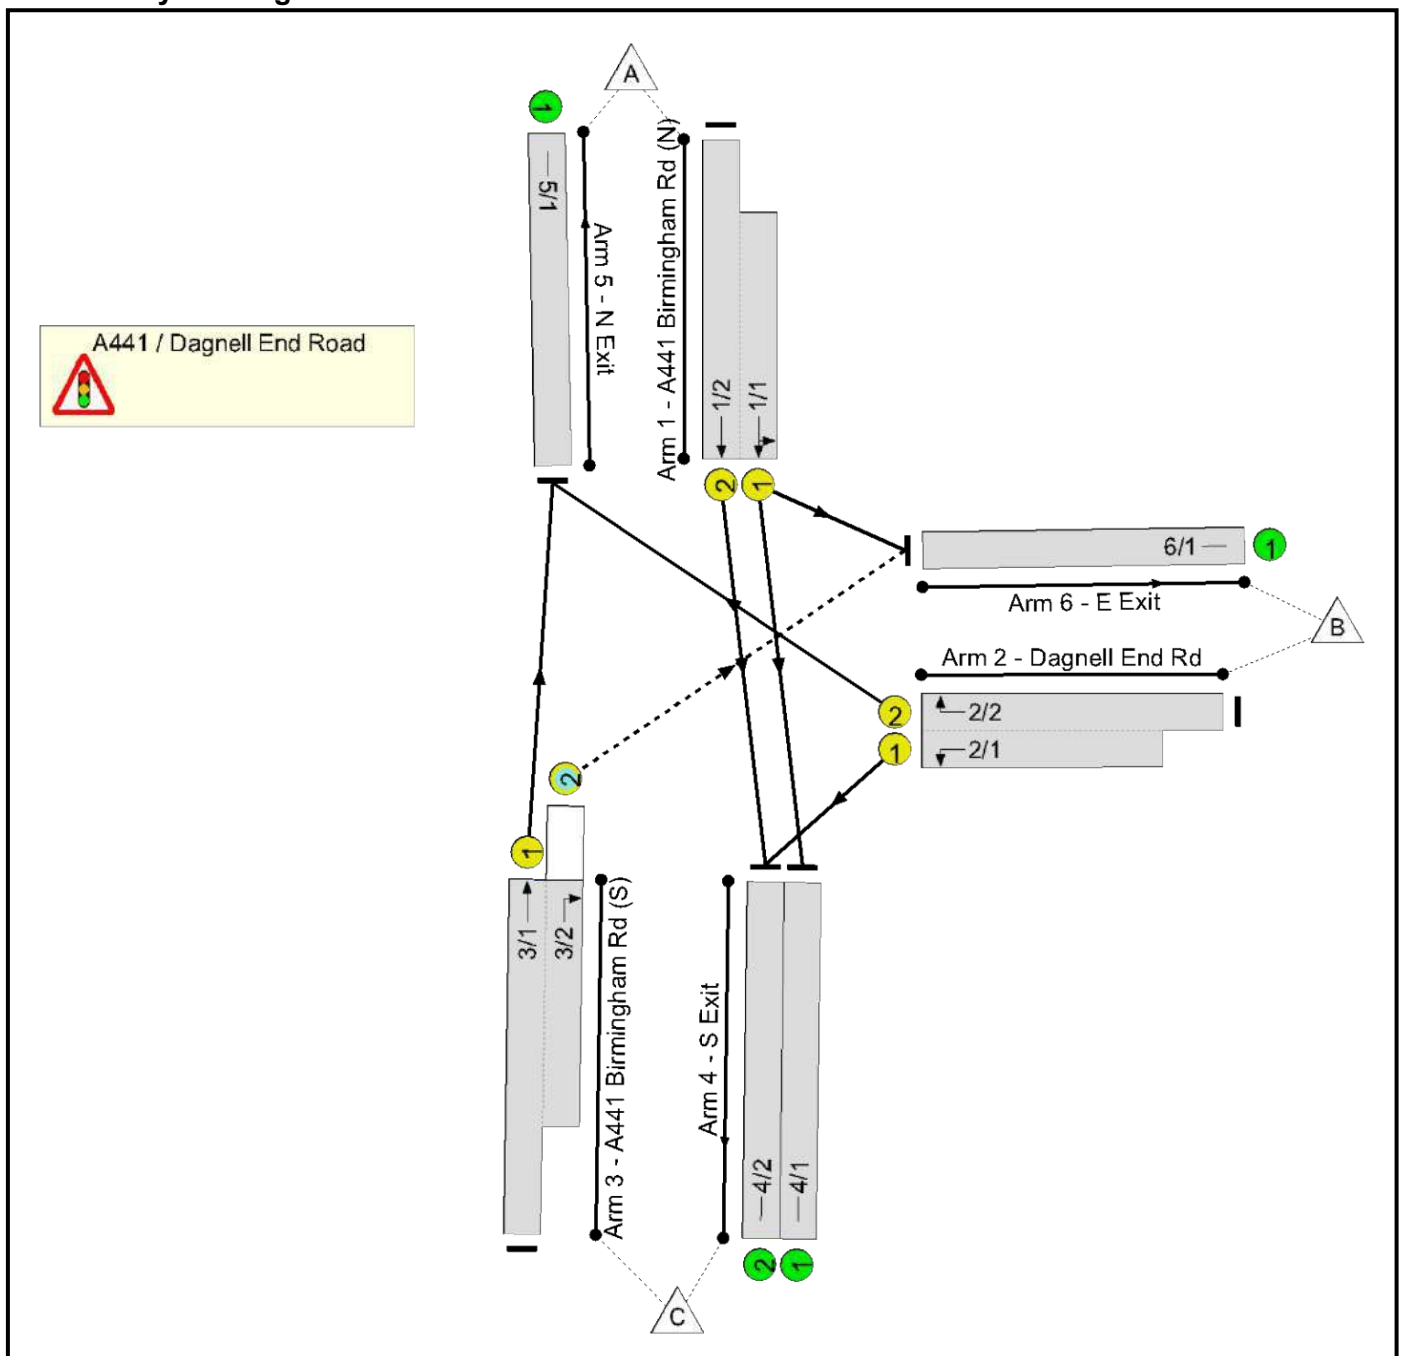 A
1
5/1
Arm 5 - N Exit
Arm 1 - A441 Birmingham Rd (N)
1/2
1/1
A441 / Dagnell End Road
2
1
6/1
1
Arm 6 - E Exit
B
Arm 2 - Dagnell End Rd
2
2/2
1
2/1
2
1
3/1
3/2
Arm 3 - A441 Birmingham Rd (S)
Arm 4 - S Exit
4/2
4/1
2
1
C